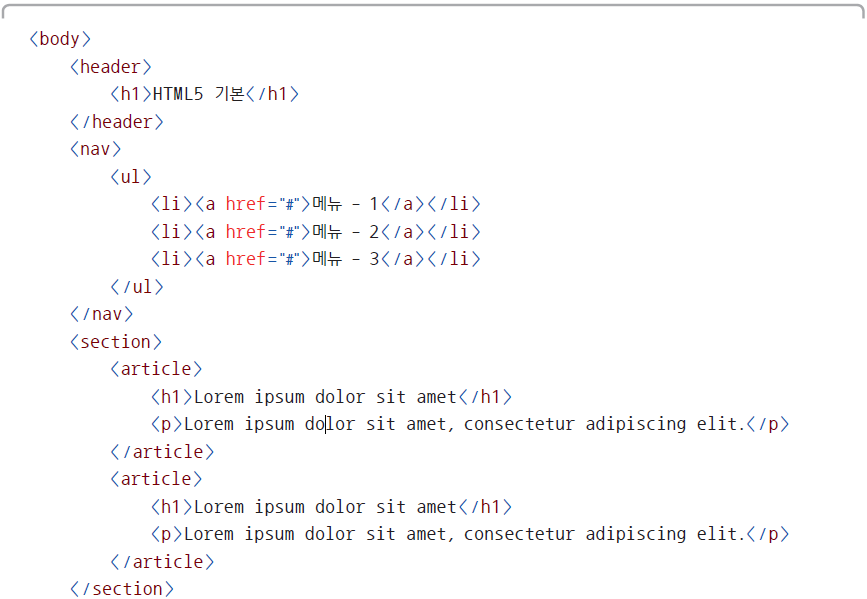 <body>
<header>
<h1>HTML5 기본</h1>
</header>
<nav>
<ul>
<li><a href="#">메뉴 - 1</a></li>
<li><a href="#">메뉴 - 2</a></li>
<li><a href="#">메뉴 - 3</a></li>
</ul>
</nav>
<section>
<article>
<h1>Lorem ipsum dolor sit amet</h1>
<p>Lorem ipsum dolor sit amet, consectetur adipiscing elit.</p>
</article>
<article>
<h1>Lorem ipsum dolor sit amet</h1>
<p>Lorem ipsum dolor sit amet, consectetur adipiscing elit.</p>
</article>
</section>